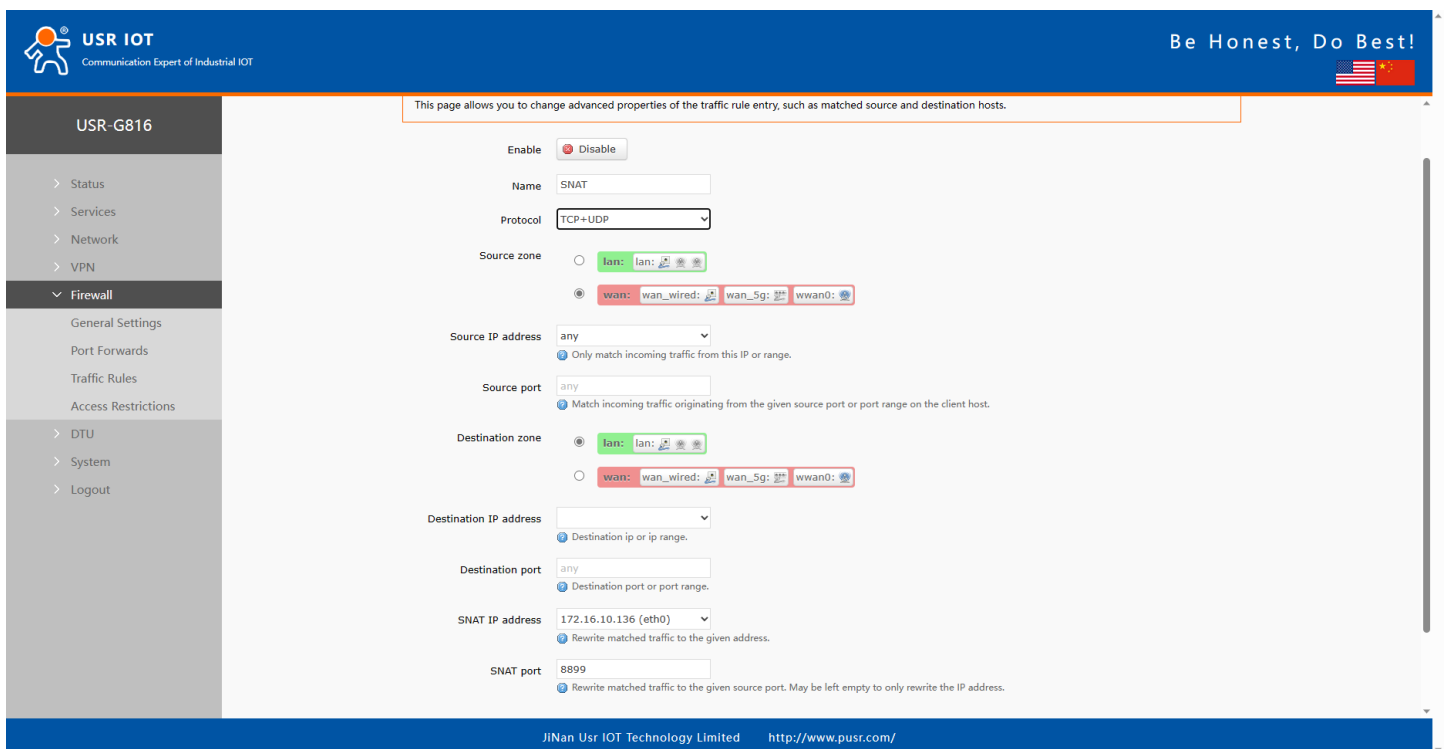 USR IOT
Communication Expert of Industrial IOT
Be Honest, Do Best!
USR-G816
Status
Services
Network
VPN
Firewall
General Settings
Port Forwards
Traffic Rules
Access Restrictions
DTU
System
Logout
This page allows you to change advanced properties of the traffic rule entry, such as matched source and destination hosts.
Enable Disable
Name SNAT
Protocol TCP+UDP
Source zone lan: lan:
wan: wan_wired: wan_5g: wwan0:
Source IP address any
Only match incoming traffic from this IP or range.
Source port any
Match incoming traffic originating from the given source port or port range on the client host.
Destination zone lan: lan:
wan: wan_wired: wan_5g: wwan0:
Destination IP address
Destination ip or ip range.
Destination port any
Destination port or port range.
SNAT IP address 172.16.10.136 (eth0)
Rewrite matched traffic to the given address.
SNAT port 8899
Rewrite matched traffic to the given source port. May be left empty to only rewrite the IP address.
JiNan Usr IOT Technology Limited http://www.pusr.com/